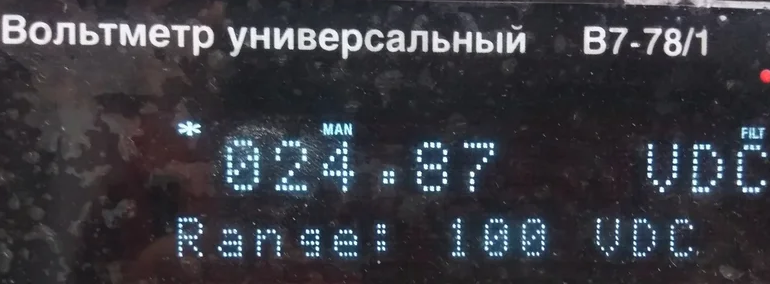 Вольтметр универсальный В7-78/1
* MAN FILT
024.87 VDC
Range: 100 VDC